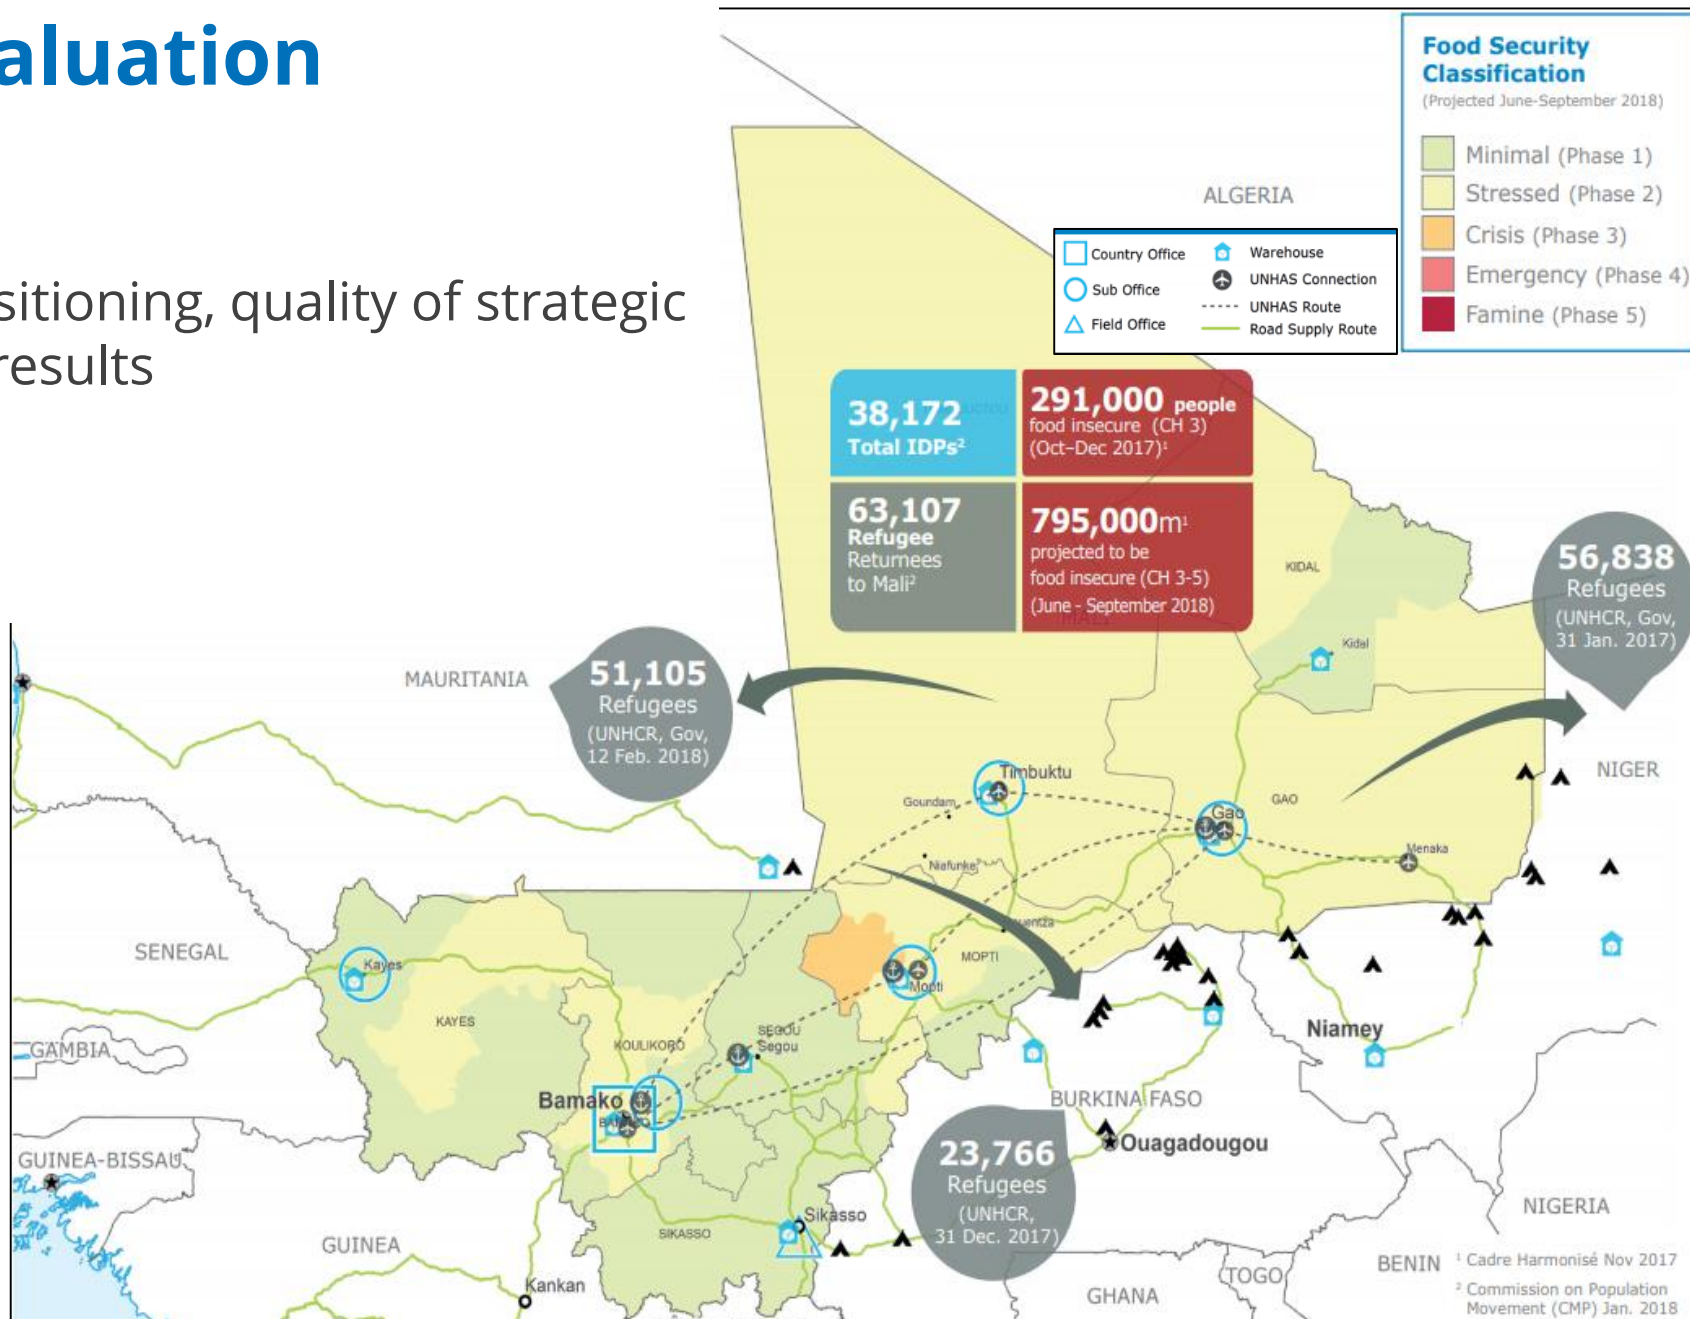 aluation
sitioning, quality of strategic
results
Food Security
Classification
(Projected June-September 2018)
Minimal (Phase 1)
Stressed (Phase 2)
Crisis (Phase 3)
Emergency (Phase 4)
Famine (Phase 5)
ALGERIA
Country Office
Sub Office
Field Office
Warehouse
UNHAS Connection
UNHAS Route
Road Supply Route
38,172
Total IDPs²
291,000 people
food insecure (CH 3)
(Oct–Dec 2017)¹
63,107
Refugee
Returnees
to Mali²
795,000m¹
projected to be
food insecure (CH 3-5)
(June - September 2018)
KIDAL
Kidal
56,838
Refugees
(UNHCR, Gov,
31 Jan. 2017)
MAURITANIA
51,105
Refugees
(UNHCR, Gov,
12 Feb. 2018)
NIGER
Timbuktu
Goundam
Niafunke
Gao
GAO
Menaka
SENEGAL
Kayes
KAYES
MOPTI
Mopti
SEGOU
Segou
KOULIKORO
Bamako
GAMBIA
Niamey
BURKINA FASO
Ouagadougou
23,766
Refugees
(UNHCR,
31 Dec. 2017)
GUINEA-BISSAU
GUINEA
Kankan
SIKASSO
Sikasso
GHANA
TOGO
BENIN
NIGERIA
¹ Cadre Harmonisé Nov 2017
² Commission on Population
Movement (CMP) Jan. 2018